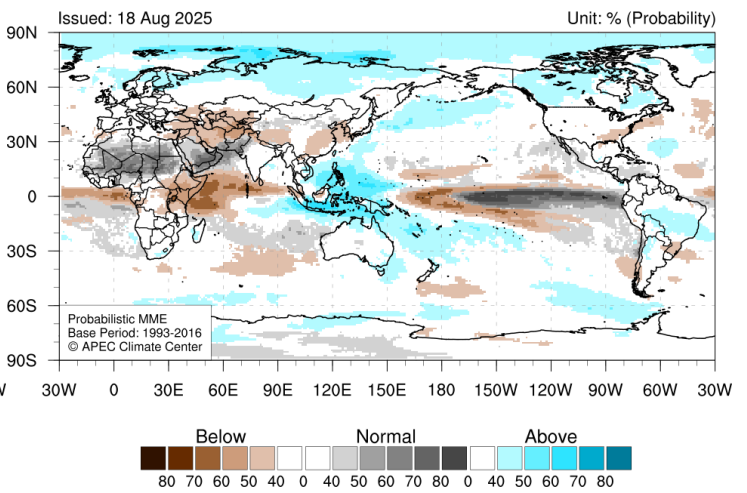 Issued: 18 Aug 2025 Unit: % (Probability)
90N
60N
30N
0
30S
60S
90S
Probabilistic MME
Base Period: 1993-2016
© APEC Climate Center
W 30W 0 30E 60E 90E 120E 150E 180 150W 120W 90W 60W 30W
Below Normal Above
80 70 60 50 40 0 40 50 60 70 80 0 40 50 60 70 80